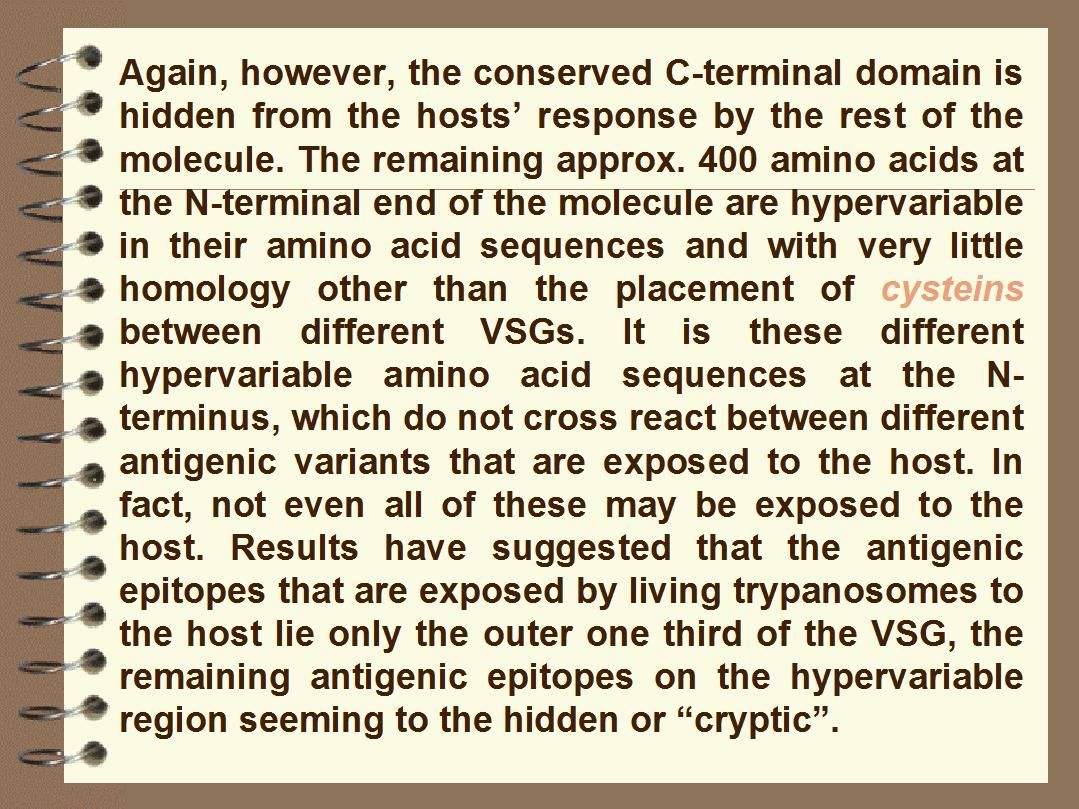 Again, however, the conserved C-terminal domain is
hidden from the hosts’ response by the rest of the
molecule. The remaining approx. 400 amino acids at
the N-terminal end of the molecule are hypervariable
in their amino acid sequences and with very little
homology other than the placement of cysteins
between different VSGs. It is these different
hypervariable amino acid sequences at the N-
terminus, which do not cross react between different
antigenic variants that are exposed to the host. In
fact, not even all of these may be exposed to the
host. Results have suggested that the antigenic
epitopes that are exposed by living trypanosomes to
the host lie only the outer one third of the VSG, the
remaining antigenic epitopes on the hypervariable
region seeming to the hidden or “cryptic”.